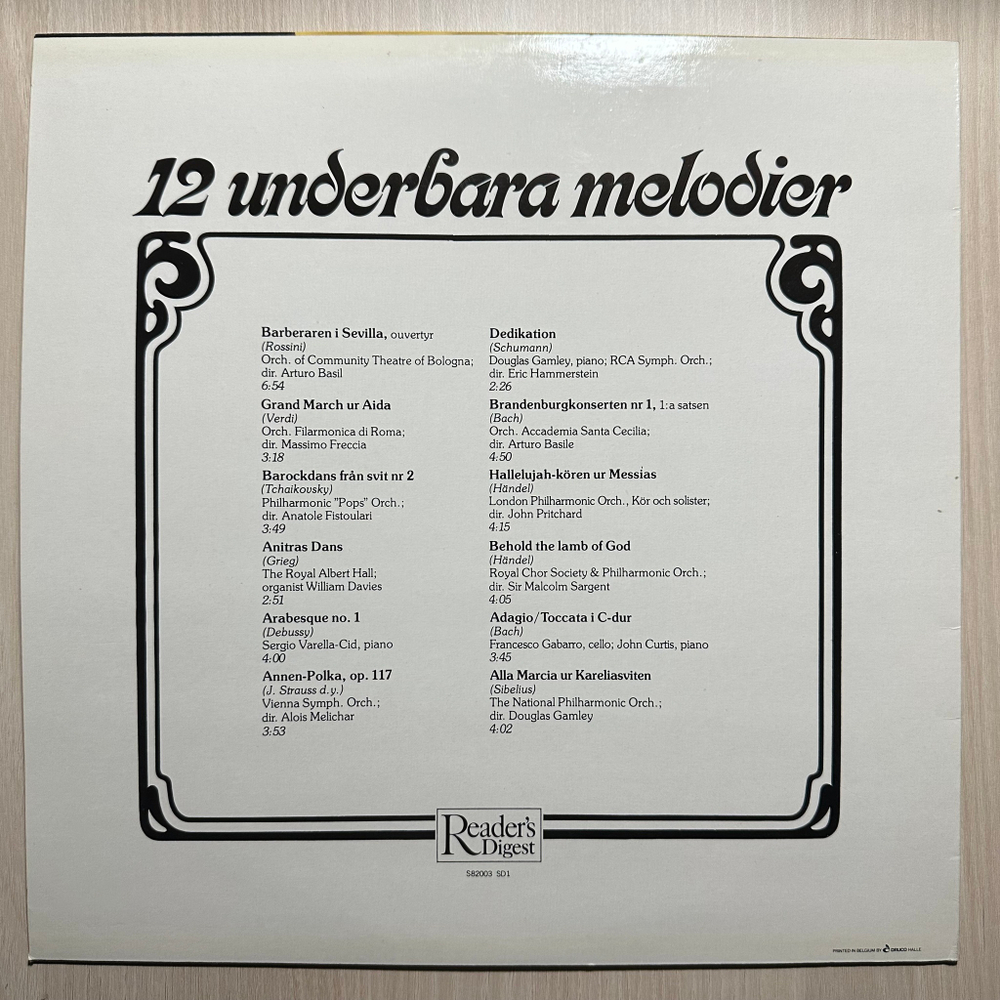 12 underbara melodier
Barberaren i Sevilla, ouvertyr
(Rossini)
Orch. of Community Theatre of Bologna;
dir. Arturo Basil
6:54
Grand March ur Aida
(Verdi)
Orch. Filarmonica di Roma;
dir. Massimo Freccia
3:18
Barockdans från svit nr 2
(Tchaikovsky)
Philharmonic "Pops" Orch.;
dir. Anatole Fistoulari
3:49
Anitras Dans
(Grieg)
The Royal Albert Hall;
organist William Davies
2:51
Arabesque no. 1
(Debussy)
Sergio Varella-Cid, piano
4:00
Annen-Polka, op. 117
(J. Strauss d.y.)
Vienna Symph. Orch.;
dir. Alois Melichar
3:53
Dedikation
(Schumann)
Douglas Gamley, piano; RCA Symph. Orch.;
dir. Eric Hammerstein
2:26
Brandenburgkonserten nr 1, 1:a satsen
(Bach)
Orch. Accademia Santa Cecilia;
dir. Arturo Basile
4:50
Hallelujah-kören ur Messias
(Händel)
London Philharmonic Orch., Kör och solister;
dir. John Pritchard
4:15
Behold the lamb of God
(Händel)
Royal Chor Society & Philharmonic Orch.;
dir. Sir Malcolm Sargent
4:05
Adagio/Toccata i C-dur
(Bach)
Francesco Gabarro, cello; John Curtis, piano
3:45
Alla Marcia ur Kareliasviten
(Sibelius)
The National Philharmonic Orch.;
dir. Douglas Gamley
4:02
Reader's
Digest
S82003 SD1
PRINTED IN BELGIUM BY DRUCO HALLE